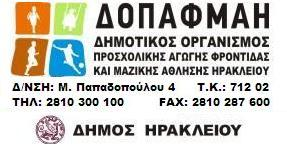 ΔΟΠΑΦΜΑΗ
ΔΗΜΟΤΙΚΟΣ ΟΡΓΑΝΙΣΜΟΣ
ΠΡΟΣΧΟΛΙΚΗΣ ΑΓΩΓΗΣ ΦΡΟΝΤΙΔΑΣ
ΚΑΙ ΜΑΖΙΚΗΣ ΑΘΛΗΣΗΣ ΗΡΑΚΛΕΙΟΥ
Δ/ΝΣΗ: Μ. Παπαδοπούλου 4 Τ.Κ.: 712 02
ΤΗΛ: 2810 300 100 FAX: 2810 287 600
ΔΗΜΟΣ ΗΡΑΚΛΕΙΟΥ